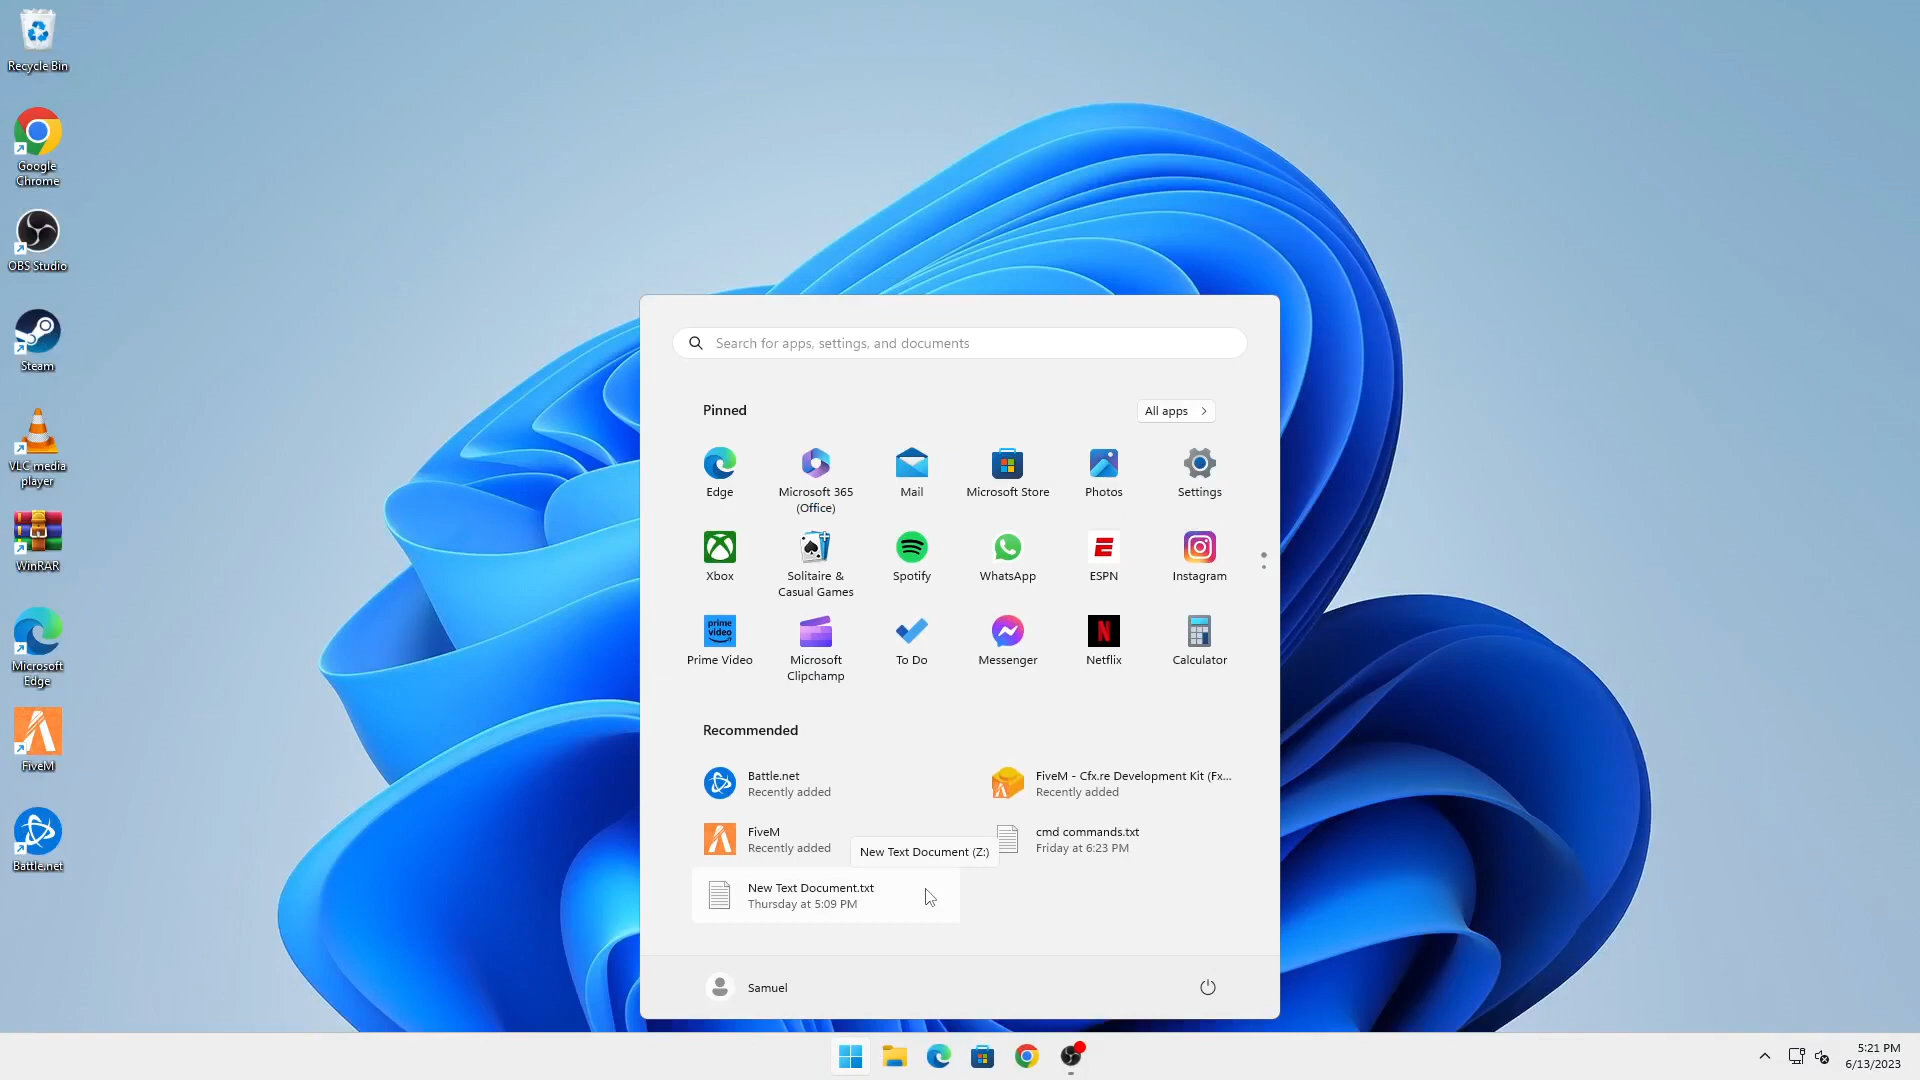 Recycle Bin
Google
Chrome
OBS Studio
Steam
VLC media
player
WinRAR
Microsoft
Edge
FiveM
Battle.net
Search for apps, settings, and documents
Pinned
All apps
Edge
Microsoft 365
(Office)
Mail
Microsoft Store
Photos
Settings
Xbox
Solitaire &
Casual Games
Spotify
WhatsApp
ESPN
Instagram
prime
video
Prime Video
Microsoft
Clipchamp
To Do
Messenger
Netflix
Calculator
Recommended
Battle.net
Recently added
FiveM - Cfx.re Development Kit (Fx...
Recently added
FiveM
Recently added
New Text Document (Z:)
cmd commands.txt
Friday at 6:23 PM
New Text Document.txt
Thursday at 5:09 PM
Samuel
5:21 PM
6/13/2023